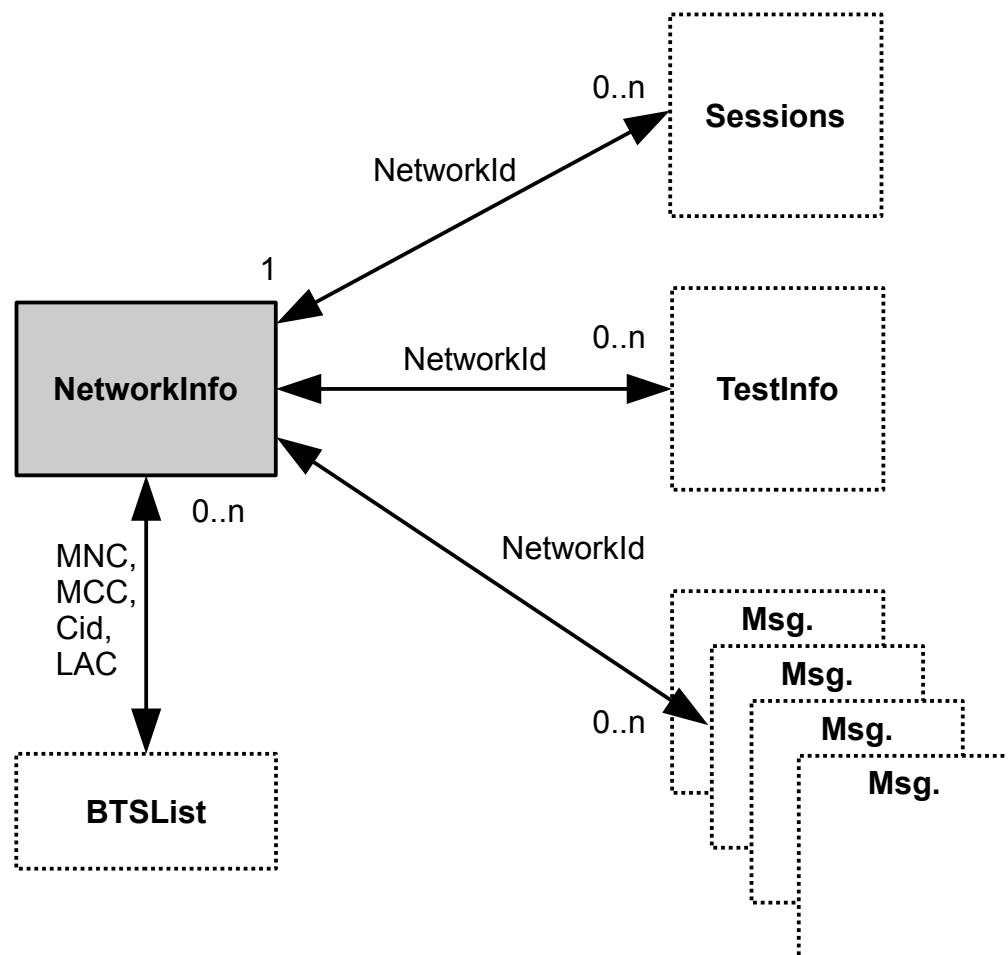 0..n
Sessions
NetworkId
1
0..n
NetworkInfo
NetworkId
TestInfo
0..n
NetworkId
MNC,
MCC,
Cid,
LAC
Msg.
Msg.
0..n
Msg.
Msg.
BTSList